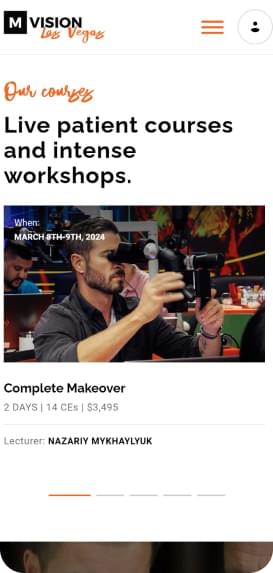 M VISION
Las Vegas
Our courses
Live patient courses
and intense
workshops.
When:
MARCH 8TH-9TH, 2024
Complete Makeover
2 DAYS | 14 CEs | $3,495
Lecturer: NAZARIY MYKHAYLYUK